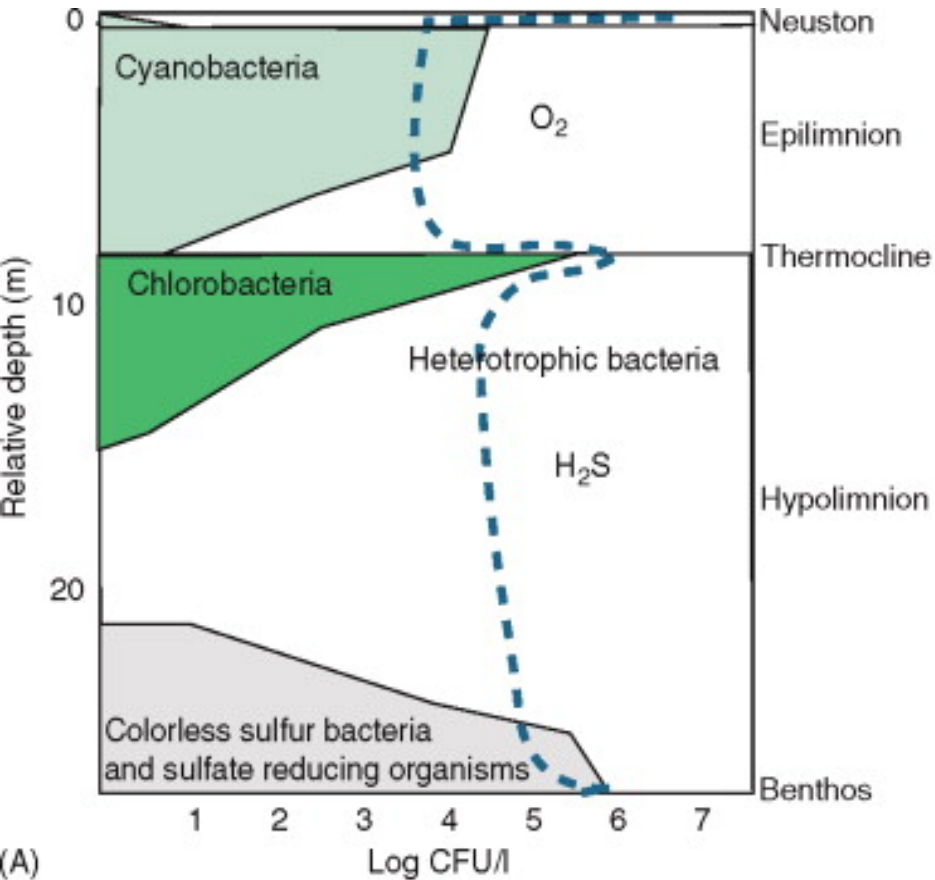 0
Neuston
Cyanobacteria
O₂
Epilimnion
Thermocline
Chlorobacteria
10
Heterotrophic bacteria
Relative depth (m)
H₂S
Hypolimnion
20
Colorless sulfur bacteria
and sulfate reducing organisms
Benthos
1 2 3 4 5 6 7
(A)
Log CFU/l